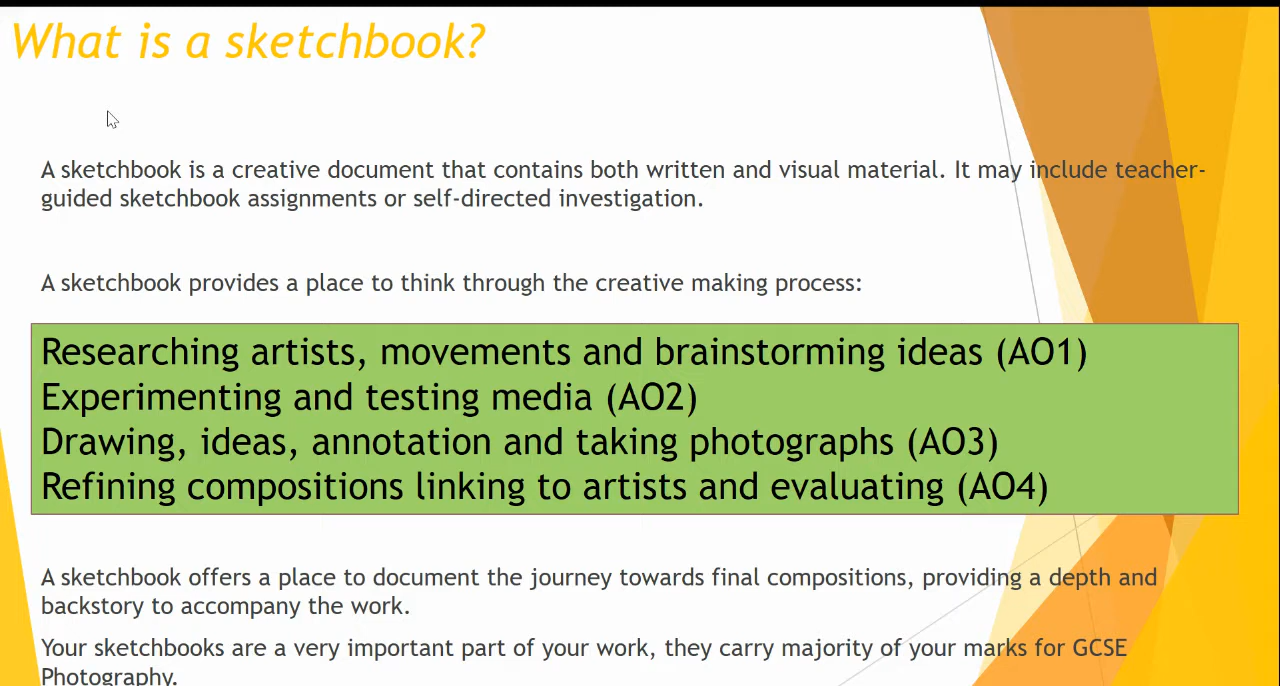 What is a sketchbook?
A sketchbook is a creative document that contains both written and visual material. It may include teacher-
guided sketchbook assignments or self-directed investigation.
A sketchbook provides a place to think through the creative making process:
Researching artists, movements and brainstorming ideas (AO1)
Experimenting and testing media (AO2)
Drawing, ideas, annotation and taking photographs (AO3)
Refining compositions linking to artists and evaluating (AO4)
A sketchbook offers a place to document the journey towards final compositions, providing a depth and
backstory to accompany the work.
Your sketchbooks are a very important part of your work, they carry majority of your marks for GCSE
Photography.